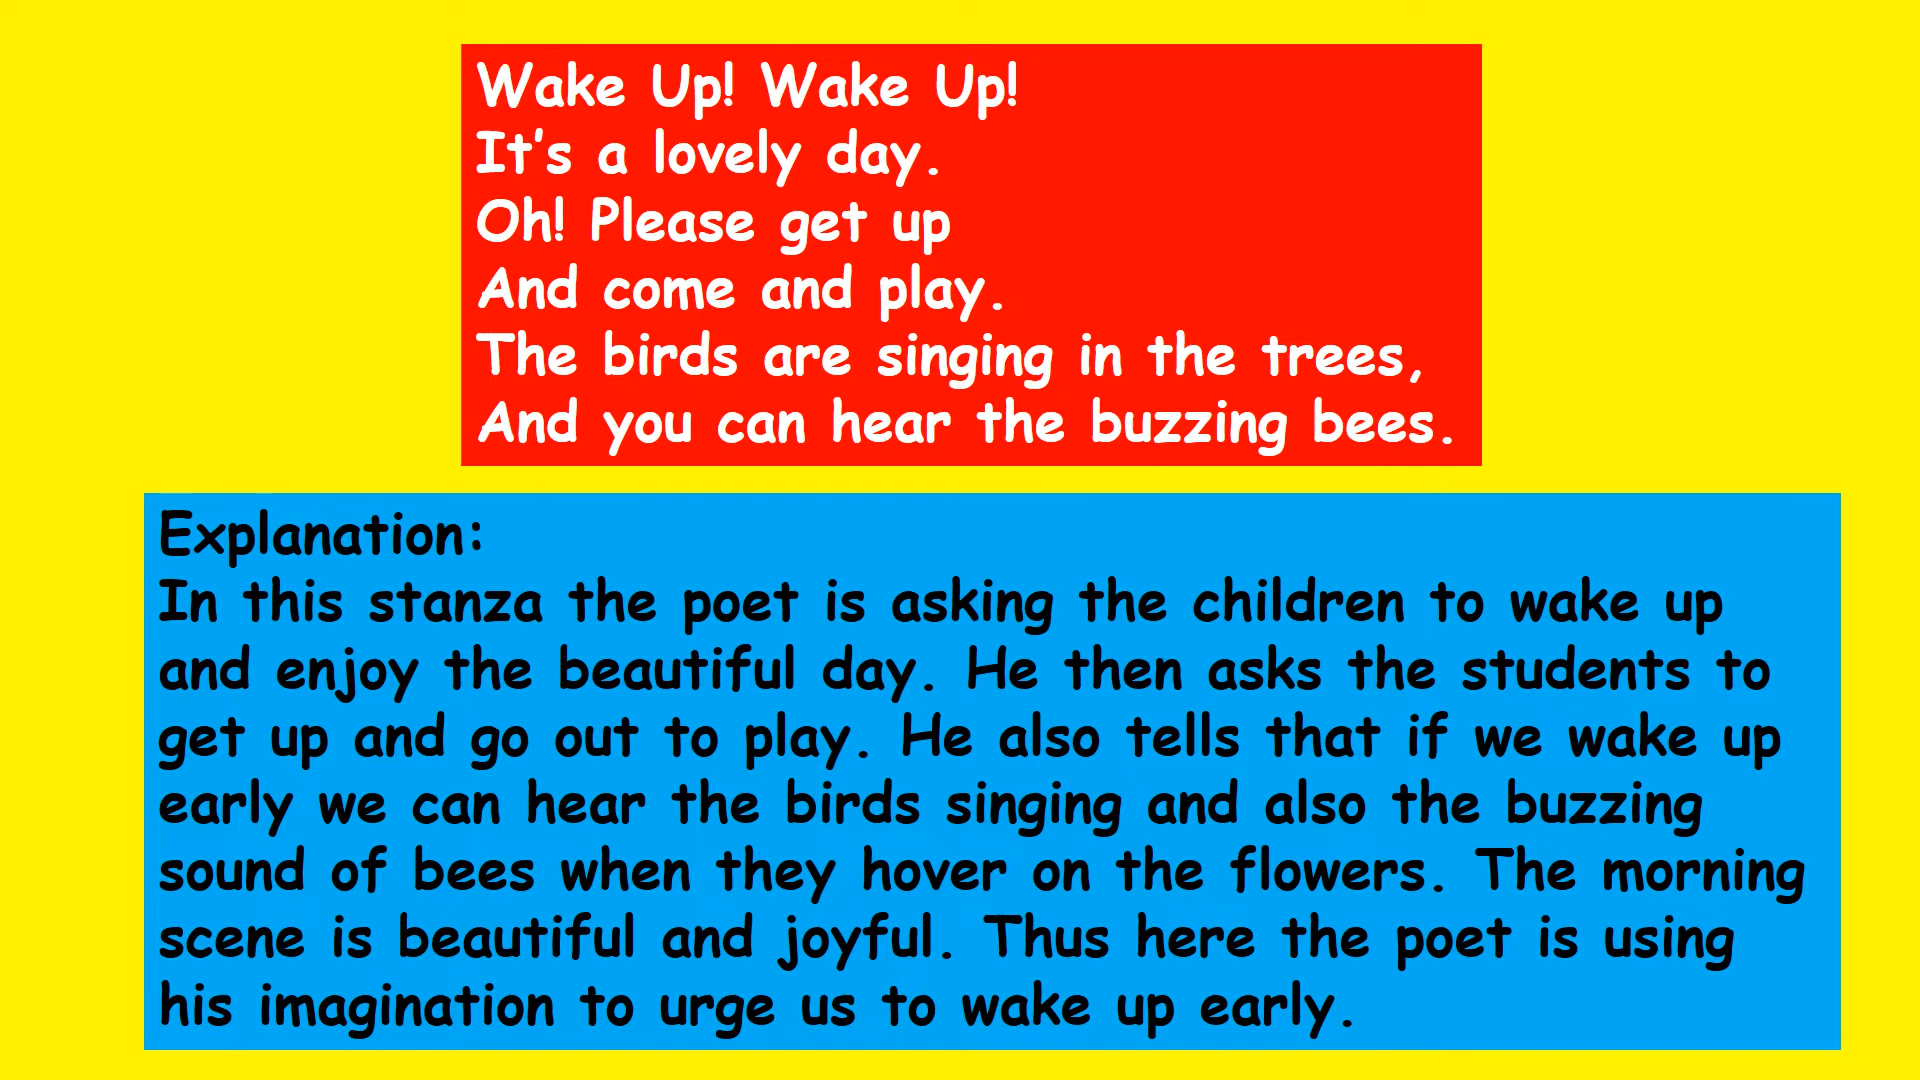 Wake Up! Wake Up!
It's a lovely day.
Oh! Please get up
And come and play.
The birds are singing in the trees,
And you can hear the buzzing bees.
Explanation:
In this stanza the poet is asking the children to wake up
and enjoy the beautiful day. He then asks the students to
get up and go out to play. He also tells that if we wake up
early we can hear the birds singing and also the buzzing
sound of bees when they hover on the flowers. The morning
scene is beautiful and joyful. Thus here the poet is using
his imagination to urge us to wake up early.